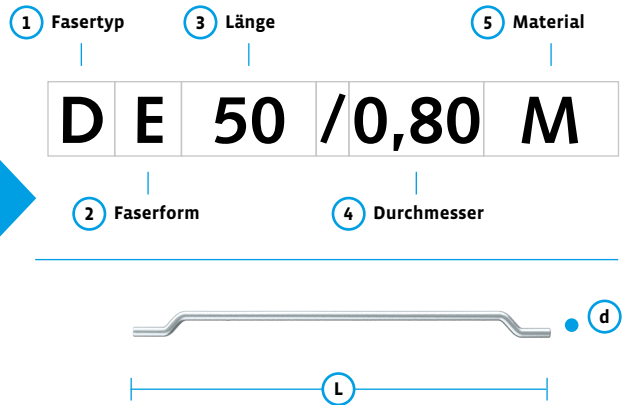 1 Fasertyp 3 Länge 5 Material
D E 50 /0,80 M
2 Faserform 4 Durchmesser
d
L